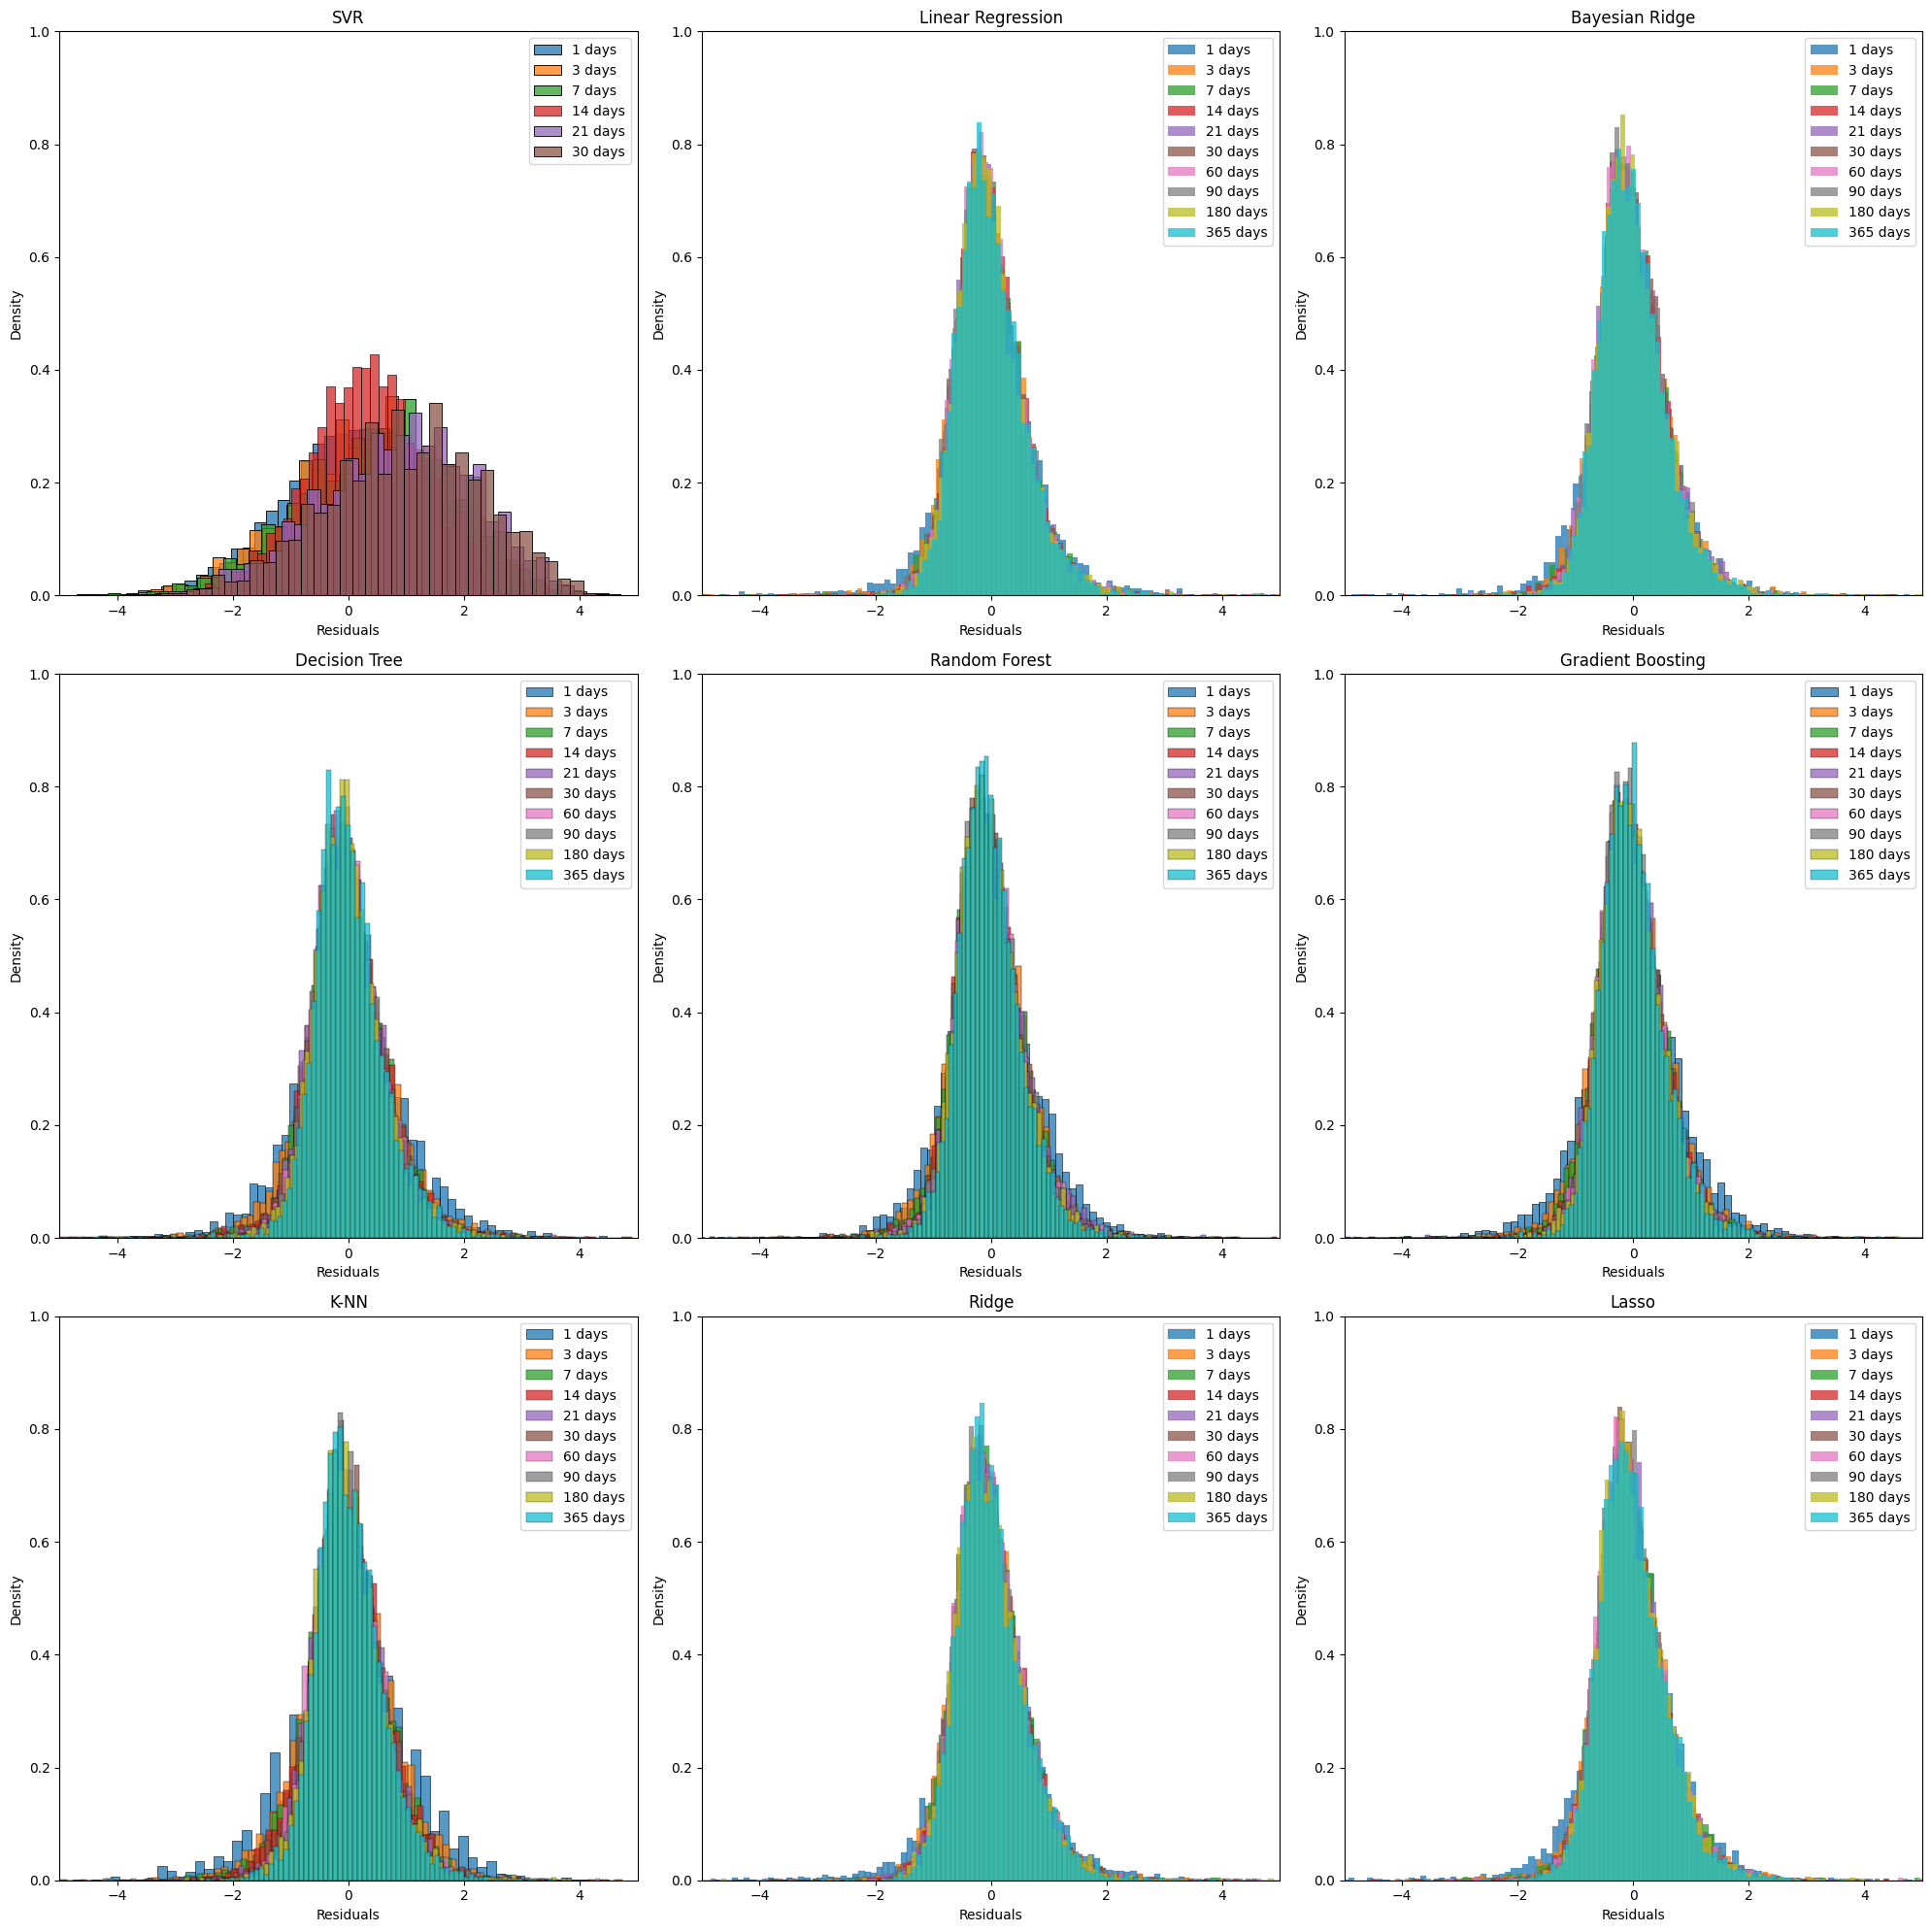 SVR
1.0
0.8
0.6
0.4
0.2
0.0
Density
−4
−2
0
2
4
Residuals
1 days
3 days
7 days
14 days
21 days
30 days
Linear Regression
1.0
0.8
0.6
0.4
0.2
0.0
Density
−4
−2
0
2
4
Residuals
1 days
3 days
7 days
14 days
21 days
30 days
60 days
90 days
180 days
365 days
Bayesian Ridge
1.0
0.8
0.6
0.4
0.2
0.0
Density
−4
−2
0
2
4
Residuals
1 days
3 days
7 days
14 days
21 days
30 days
60 days
90 days
180 days
365 days
Decision Tree
1.0
0.8
0.6
0.4
0.2
0.0
Density
−4
−2
0
2
4
Residuals
1 days
3 days
7 days
14 days
21 days
30 days
60 days
90 days
180 days
365 days
Random Forest
1.0
0.8
0.6
0.4
0.2
0.0
Density
−4
−2
0
2
4
Residuals
1 days
3 days
7 days
14 days
21 days
30 days
60 days
90 days
180 days
365 days
Gradient Boosting
1.0
0.8
0.6
0.4
0.2
0.0
Density
−4
−2
0
2
4
Residuals
1 days
3 days
7 days
14 days
21 days
30 days
60 days
90 days
180 days
365 days
K-NN
1.0
0.8
0.6
0.4
0.2
0.0
Density
−4
−2
0
2
4
Residuals
1 days
3 days
7 days
14 days
21 days
30 days
60 days
90 days
180 days
365 days
Ridge
1.0
0.8
0.6
0.4
0.2
0.0
Density
−4
−2
0
2
4
Residuals
1 days
3 days
7 days
14 days
21 days
30 days
60 days
90 days
180 days
365 days
Lasso
1.0
0.8
0.6
0.4
0.2
0.0
Density
−4
−2
0
2
4
Residuals
1 days
3 days
7 days
14 days
21 days
30 days
60 days
90 days
180 days
365 days